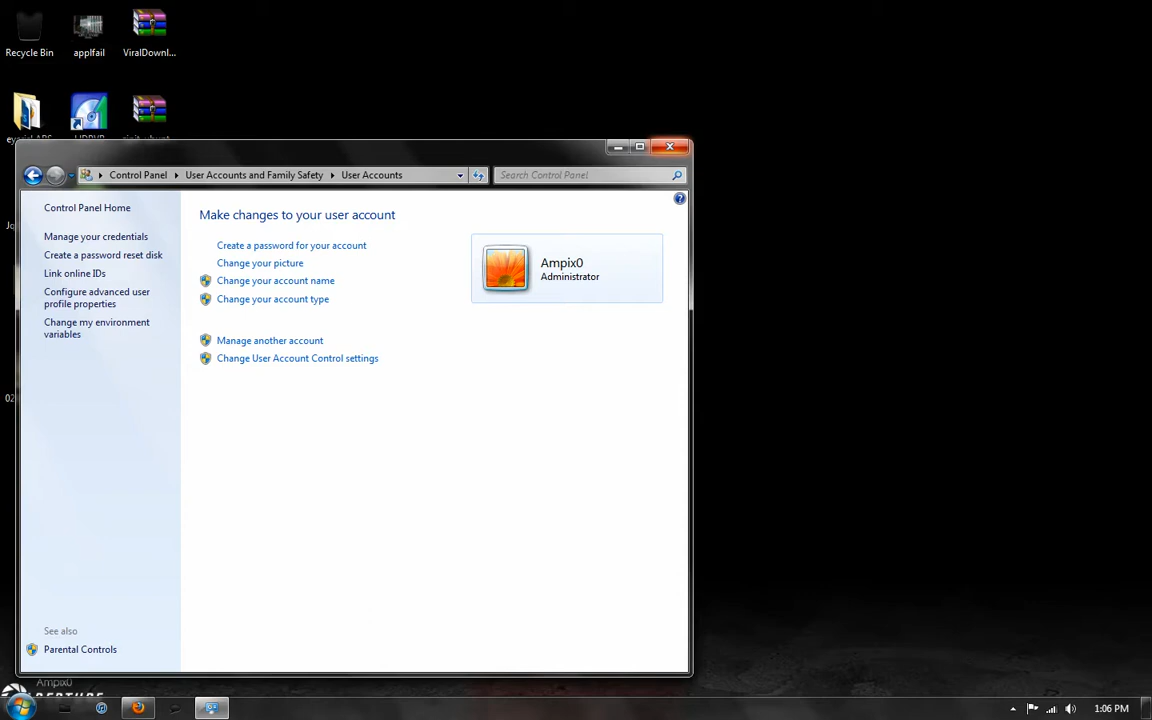 Recycle Bin
applfail
ViralDownl...
Control Panel
User Accounts and Family Safety
User Accounts
Search Control Panel
Control Panel Home
Manage your credentials
Create a password reset disk
Link online IDs
Configure advanced user
profile properties
Change my environment
variables
See also
Parental Controls
Make changes to your user account
Create a password for your account
Change your picture
Change your account name
Change your account type
Manage another account
Change User Account Control settings
Ampix0
Administrator
02
Ampix0
1:06 PM